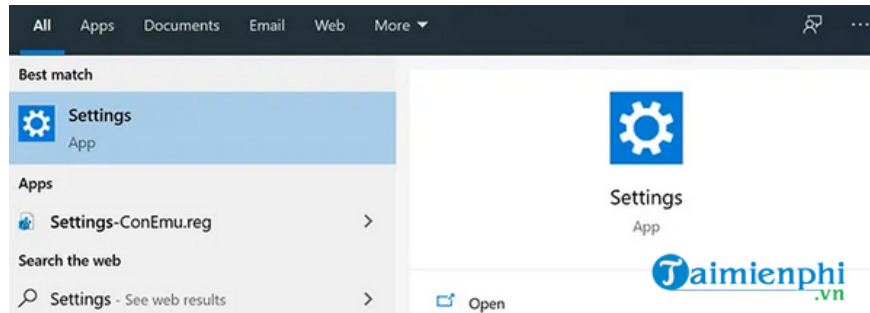 All Apps Documents Email Web More
Best match
Settings
App
Apps
Settings-ConEmu.reg
Search the web
Settings - See web results
Settings
App
Open
Taimienphi
.vn